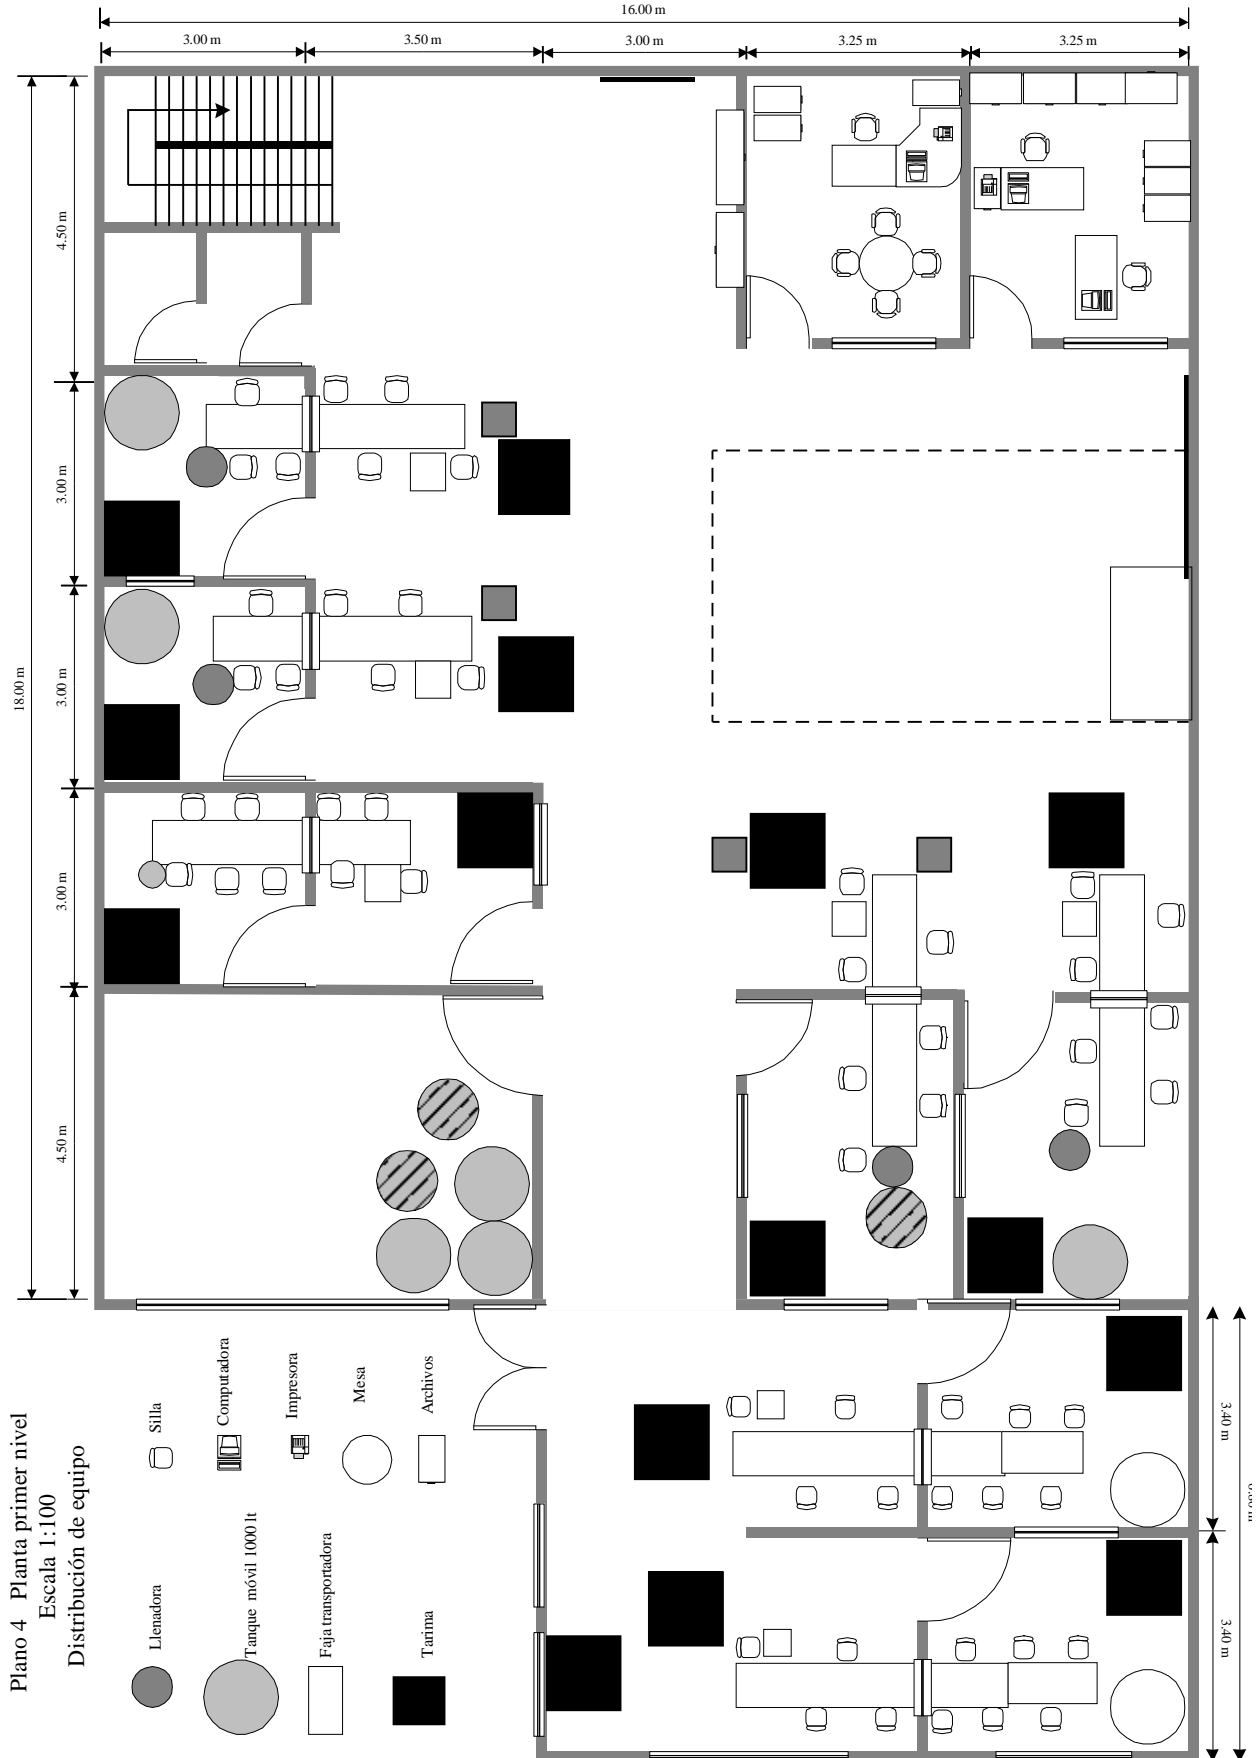 16.00 m
3.00 m
3.50 m
3.00 m
3.25 m
3.25 m
18.00 m
4.50 m
3.00 m
3.00 m
3.00 m
4.50 m
3.40 m
3.40 m
Plano 4 Planta primer nivel
Escala 1:100
Distribución de equipo
Silla
Computadora
Impresora
Mesa
Archivos
Llenadora
Tanque móvil 1000 lt
Faja transportadora
Tarima